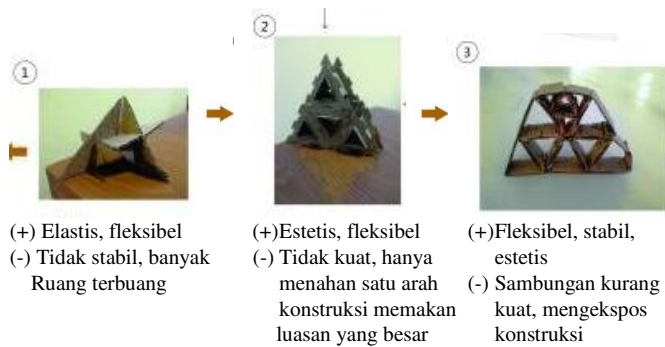 1
(+) Elastis, fleksibel
(-) Tidak stabil, banyak
Ruang terbuang
2
(+)Estetis, fleksibel
(-) Tidak kuat, hanya
menahan satu arah
konstruksi memakan
luasan yang besar
3
(+)Fleksibel, stabil,
estetis
(-) Sambungan kurang
kuat, mengekspos
konstruksi